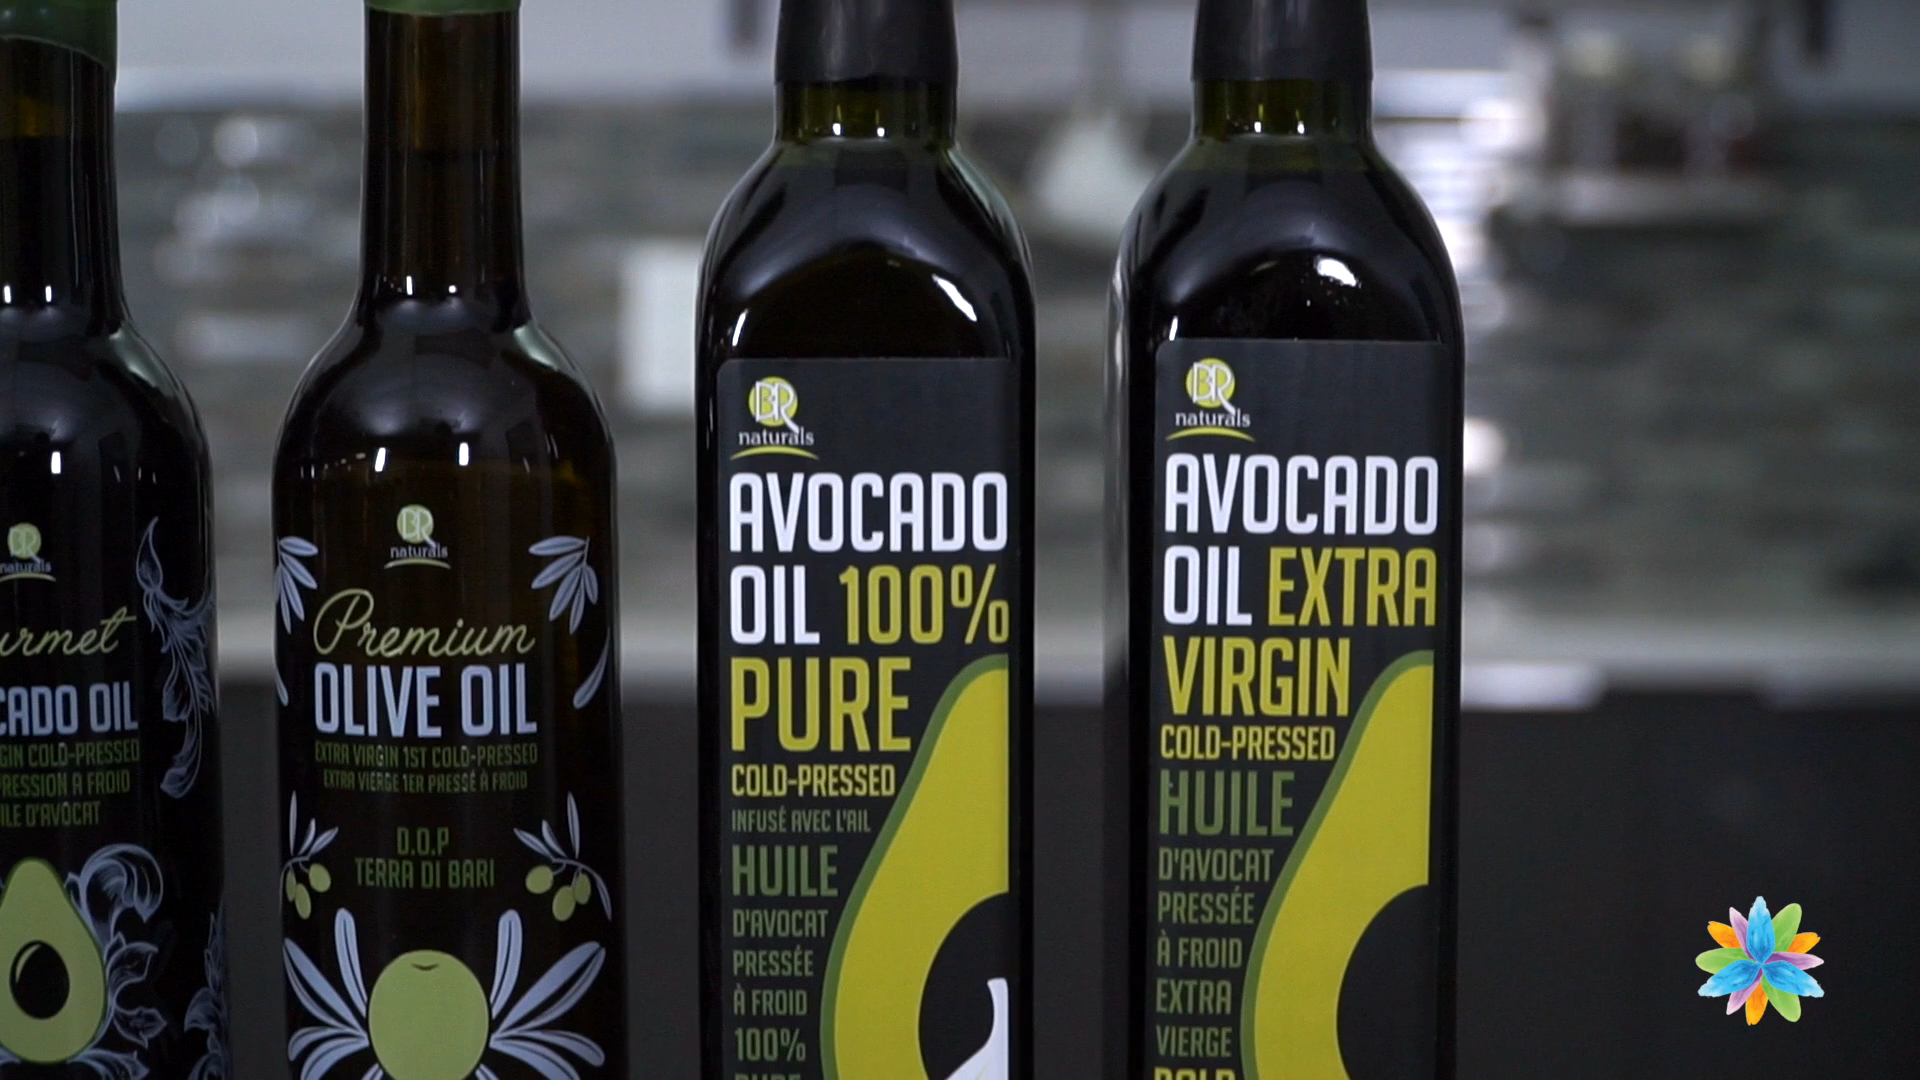 BR
naturals
urmet
CADO OIL
GIN COLD-PRESSED
PRESSION A FROID
ILE D'AVOCAT
BR
naturals
Premium
OLIVE OIL
EXTRA VIRGIN 1ST COLD-PRESSED
EXTRA VIERGE 1ER PRESSÉ À FROID
D.O.P
TERRA DI BARI
BR
naturals
AVOCADO
OIL 100%
PURE
COLD-PRESSED
INFUSÉ AVEC L'AIL
HUILE
D'AVOCAT
PRESSÉE
À FROID
100%
PURE
BR
naturals
AVOCADO
OIL EXTRA
VIRGIN
COLD-PRESSED
HUILE
D'AVOCAT
PRESSÉE
À FROID
EXTRA
VIERGE